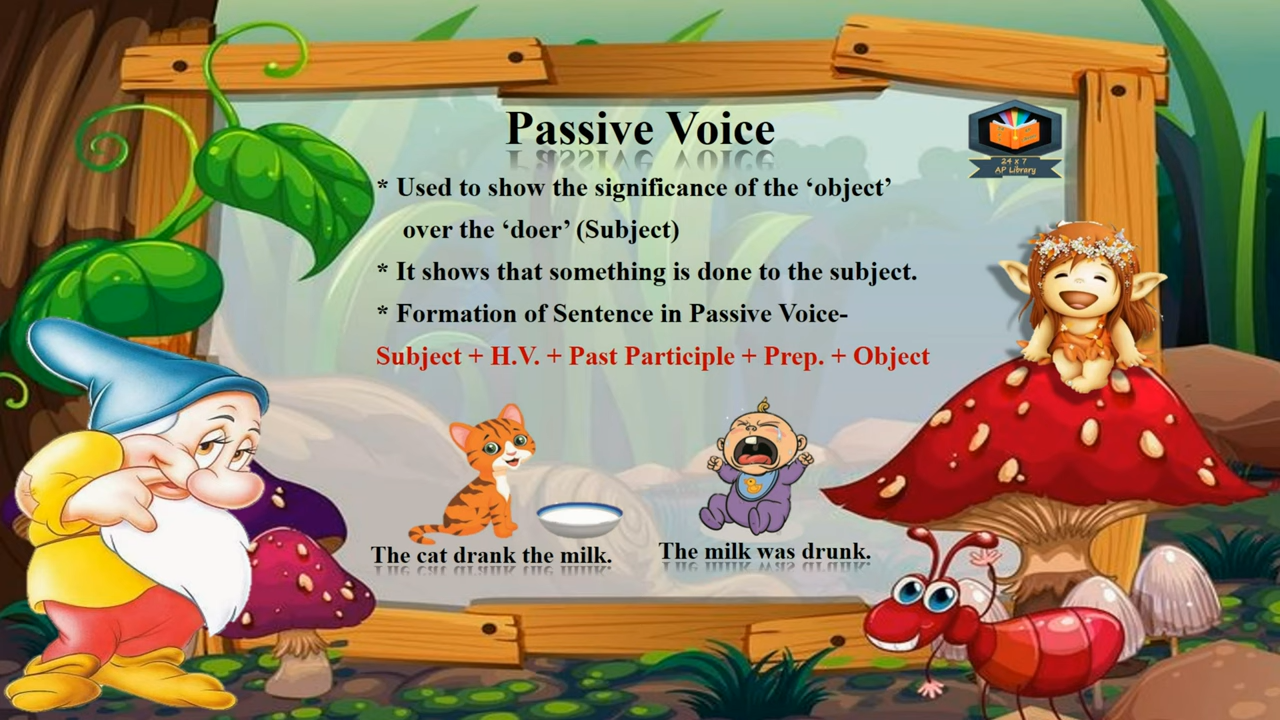 Passive Voice
24 x 7
AP Library
* Used to show the significance of the ‘object’
over the ‘doer’ (Subject)
* It shows that something is done to the subject.
* Formation of Sentence in Passive Voice-
Subject + H.V. + Past Participle + Prep. + Object
The cat drank the milk.
The milk was drunk.